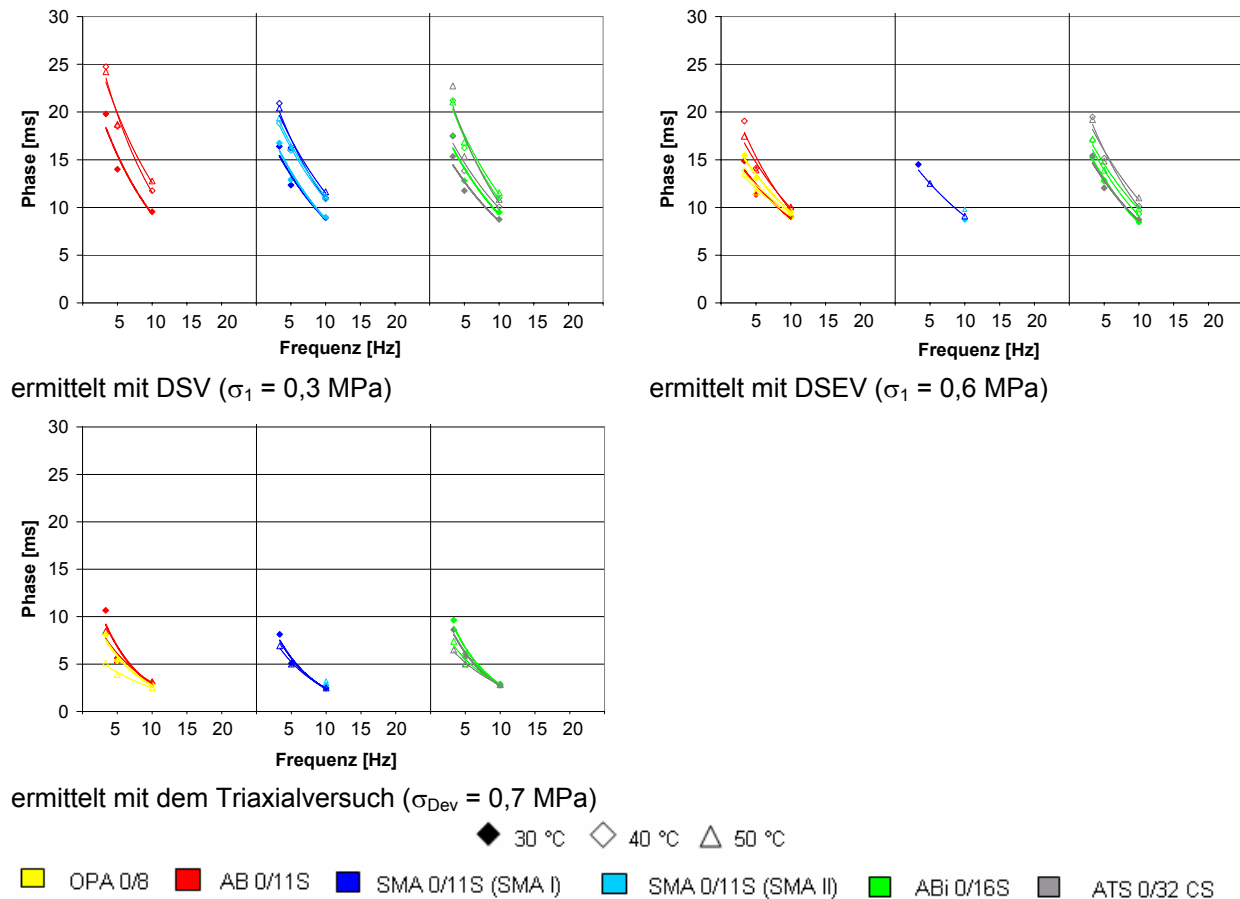 30
25
20
15
10
5
0
Phase [ms]
5 10 15 20 5 10 15 20 5 10 15 20
Frequenz [Hz]
ermittelt mit DSV (σ1 = 0,3 MPa)
30
25
20
15
10
5
0
Phase [ms]
5 10 15 20 5 10 15 20 5 10 15 20
Frequenz [Hz]
ermittelt mit DSEV (σ1 = 0,6 MPa)
30
25
20
15
10
5
0
Phase [ms]
5 10 15 20 5 10 15 20 5 10 15 20
Frequenz [Hz]
ermittelt mit dem Triaxialversuch (σDev = 0,7 MPa)
30 °C 40 °C 50 °C
OPA 0/8 AB 0/11S SMA 0/11S (SMA I) SMA 0/11S (SMA II) ABi 0/16S ATS 0/32 CS